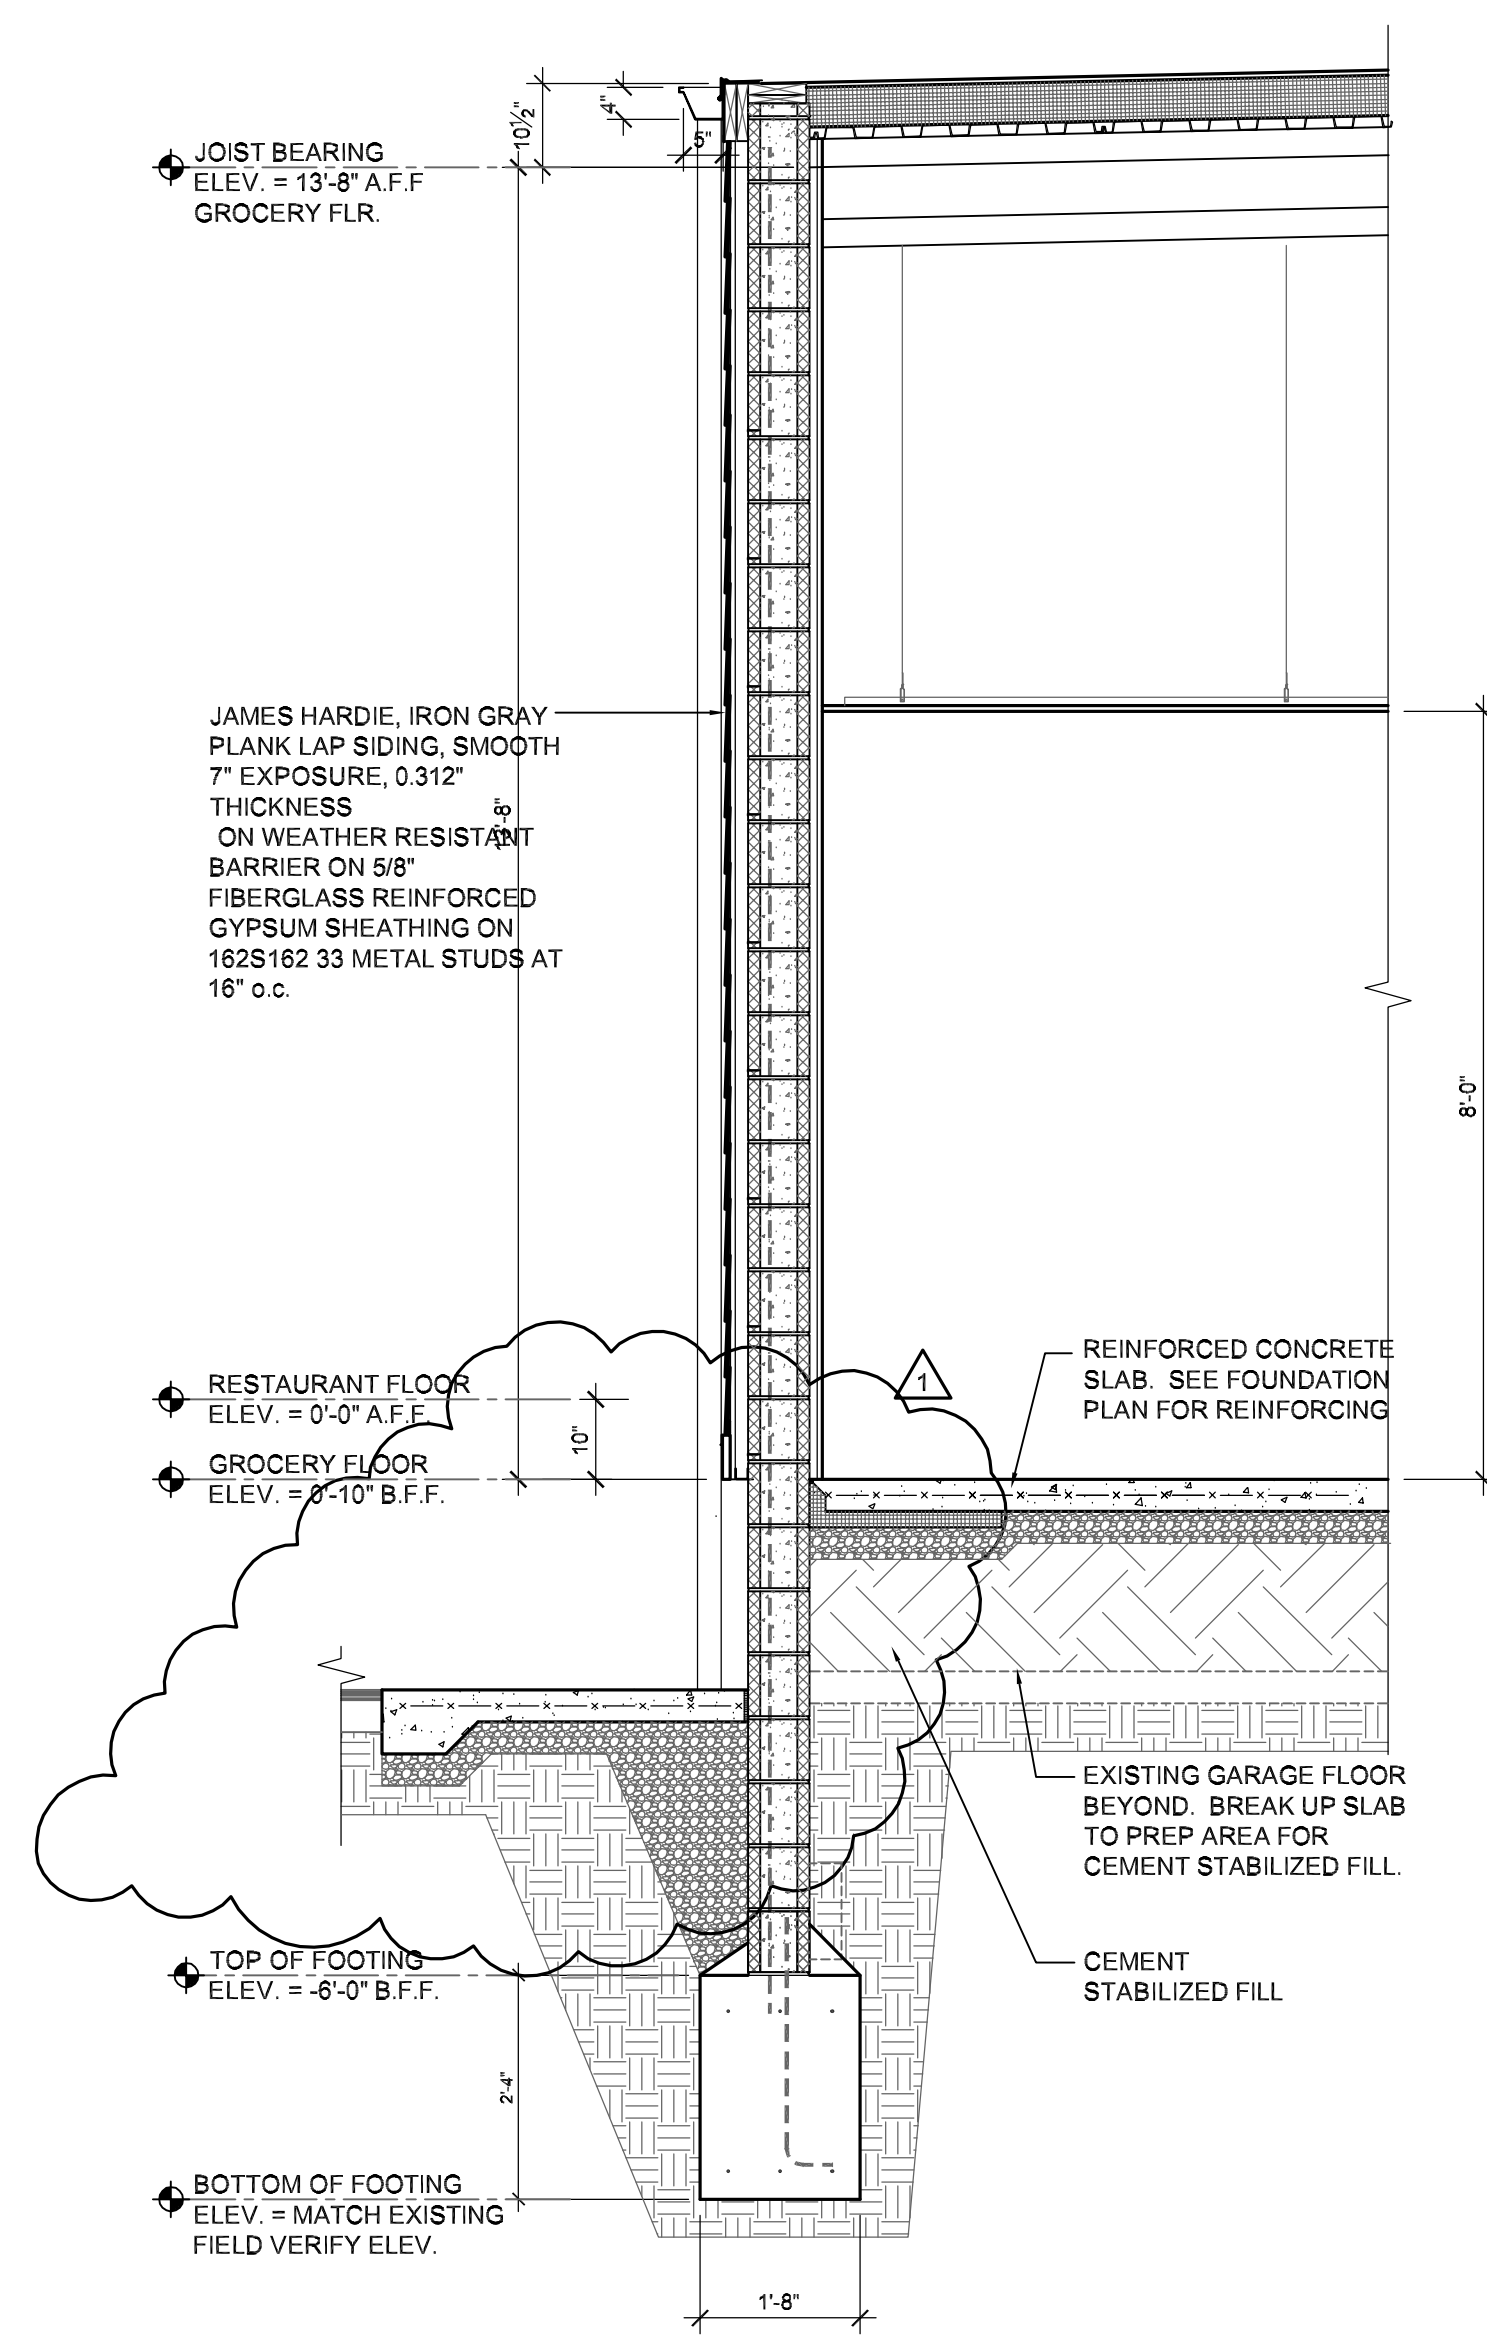 10½"
4"
5"
JOIST BEARING
ELEV. = 13'-8" A.F.F
GROCERY FLR.
JAMES HARDIE, IRON GRAY
PLANK LAP SIDING, SMOOTH
7" EXPOSURE, 0.312"
THICKNESS
ON WEATHER RESISTANT
BARRIER ON 5/8"
FIBERGLASS REINFORCED
GYPSUM SHEATHING ON
162S162 33 METAL STUDS AT
16" o.c.
13'-8"
8'-0"
REINFORCED CONCRETE
SLAB. SEE FOUNDATION
PLAN FOR REINFORCING
1
RESTAURANT FLOOR
ELEV. = 0'-0" A.F.F.
10"
GROCERY FLOOR
ELEV. = 0'-10" B.F.F.
EXISTING GARAGE FLOOR
BEYOND. BREAK UP SLAB
TO PREP AREA FOR
CEMENT STABILIZED FILL.
CEMENT
STABILIZED FILL
TOP OF FOOTING
ELEV. = -6'-0" B.F.F.
2'-4"
BOTTOM OF FOOTING
ELEV. = MATCH EXISTING
FIELD VERIFY ELEV.
1'-8"